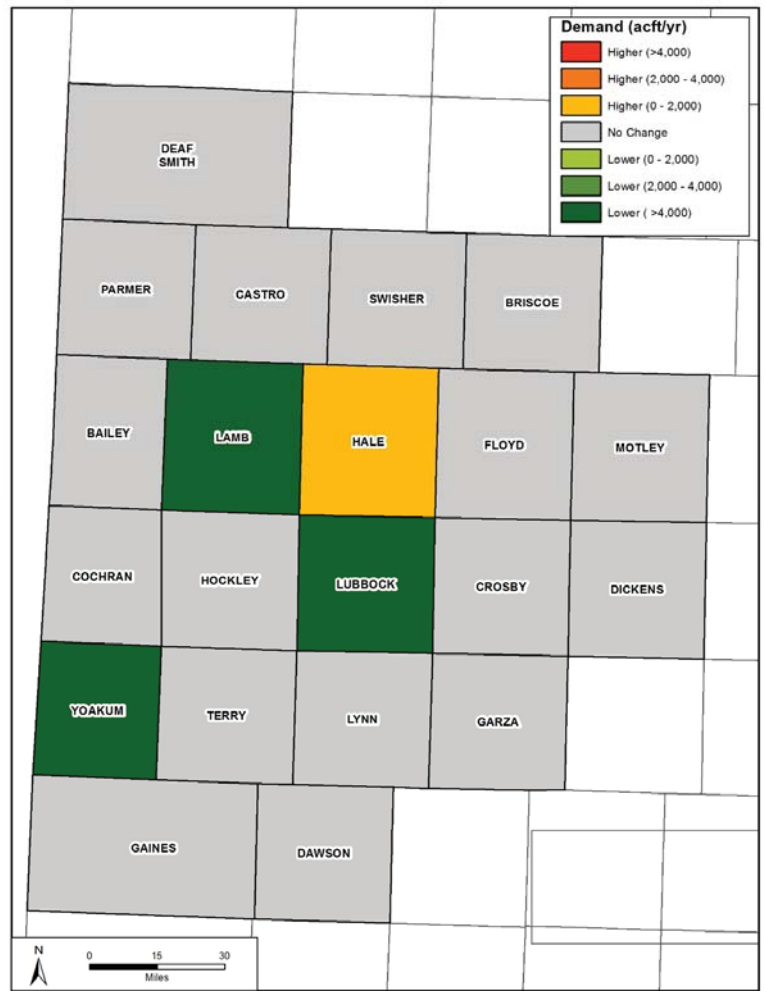 Demand (acft/yr)
Higher (>4,000)
Higher (2,000 - 4,000)
Higher (0 - 2,000)
No Change
Lower (0 - 2,000)
Lower (2,000 - 4,000)
Lower ( >4,000)
DEAF
SMITH
PARMER
CASTRO
SWISHER
BRISCOE
BAILEY
LAMB
HALE
FLOYD
MOTLEY
COCHRAN
HOCKLEY
LUBBOCK
CROSBY
DICKENS
YOAKUM
TERRY
LYNN
GARZA
GAINES
DAWSON
N
0 15 30
Miles